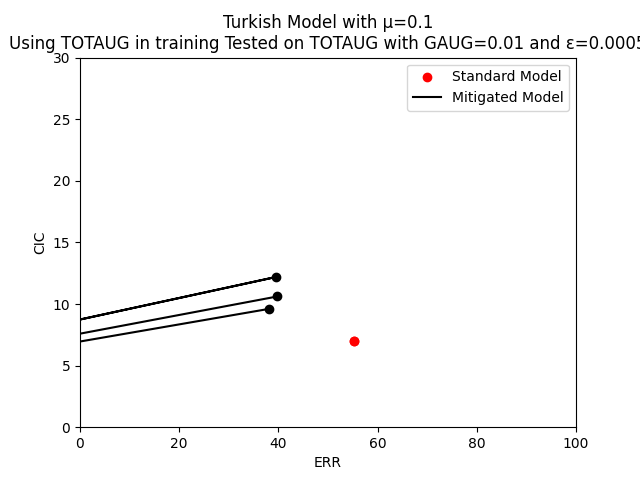 Turkish Model with μ=0.1
Using TOTAUG in training Tested on TOTAUG with GAUG=0.01 and ε=0.0005
Standard Model
Mitigated Model
30
25
20
15
10
5
0
CIC
0 20 40 60 80 100
ERR